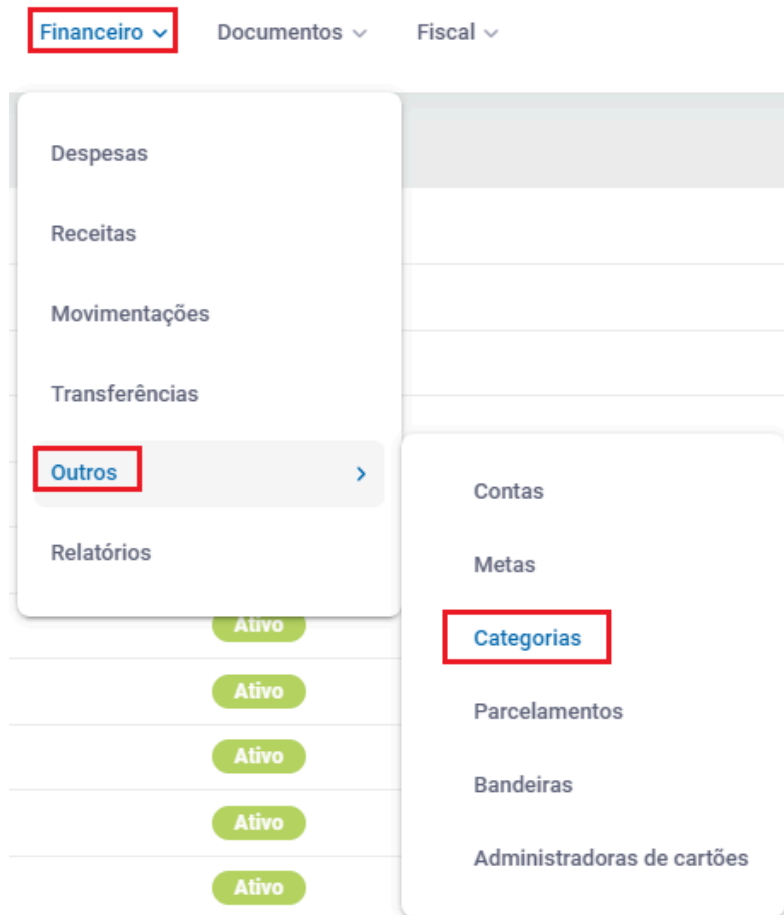 Financeiro Documentos Fiscal
Despesas
Receitas
Movimentações
Transferências
Outros
Relatórios
Contas
Metas
Categorias
Parcelamentos
Bandeiras
Administradoras de cartões
Ativo
Ativo
Ativo
Ativo
Ativo